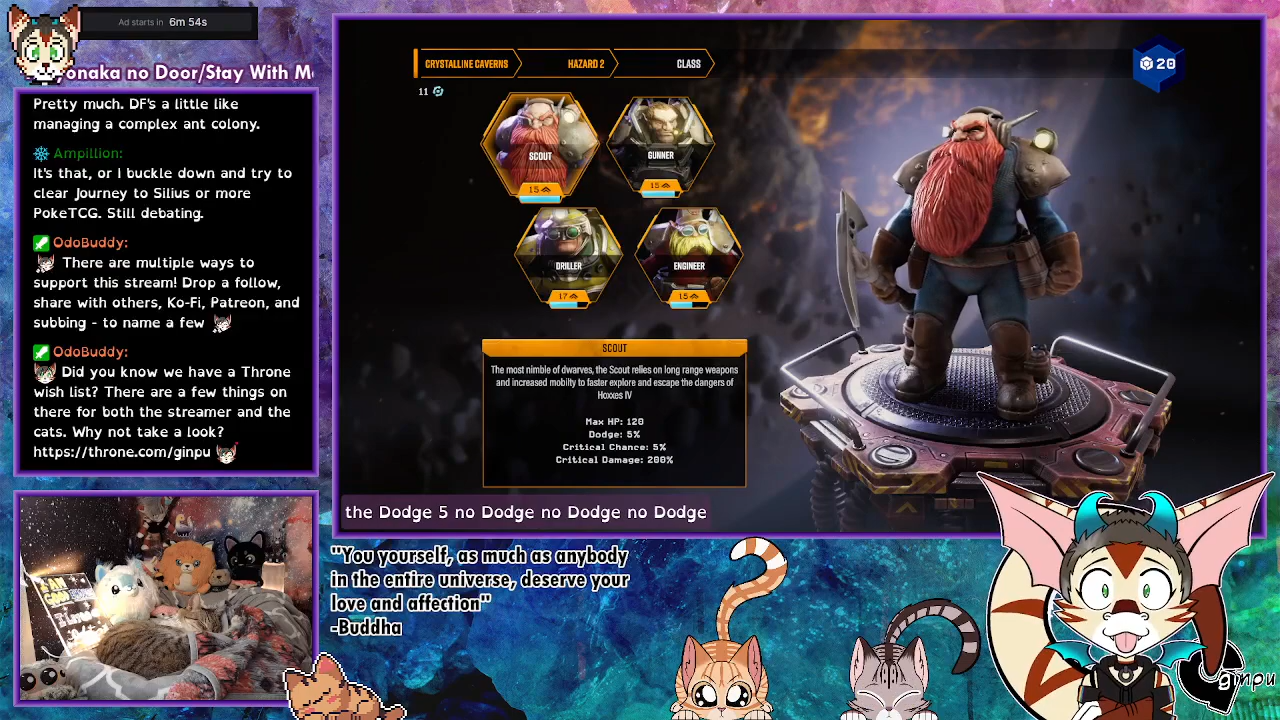 Ad starts in 6m 54s
onaka no Door/Stay With M
Pretty much. DF's a little like
managing a complex ant colony.
Ampillion:
It's that, or i buckle down and try to
clear Journey to Silius or more
PokeTCG. Still debating.
OdoBuddy:
There are multiple ways to
support this stream! Drop a follow,
share with others, Ko-Fi, Patreon, and
subbing - to name a few
OdoBuddy:
Did you know we have a Throne
wish list? There are a few things on
there for both the streamer and the
cats. Why not take a look?
https://throne.com/ginpu
CRYSTALLINE CAVERNS
HAZARD 2
CLASS
20
11
SCOUT
15
GUNNER
15
DRILLER
17
ENGINEER
15
SCOUT
The most nimble of dwarves, the Scout relies on long range weapons
and increased mobilty to faster explore and escape the dangers of
Hoxxes IV
Max HP: 120
Dodge: 5%
Critical Chance: 5%
Critical Damage: 200%
the Dodge 5 no Dodge no Dodge no Dodge
"You yourself, as much as anybody
in the entire universe, deserve your
love and affection"
-Buddha
ginpu